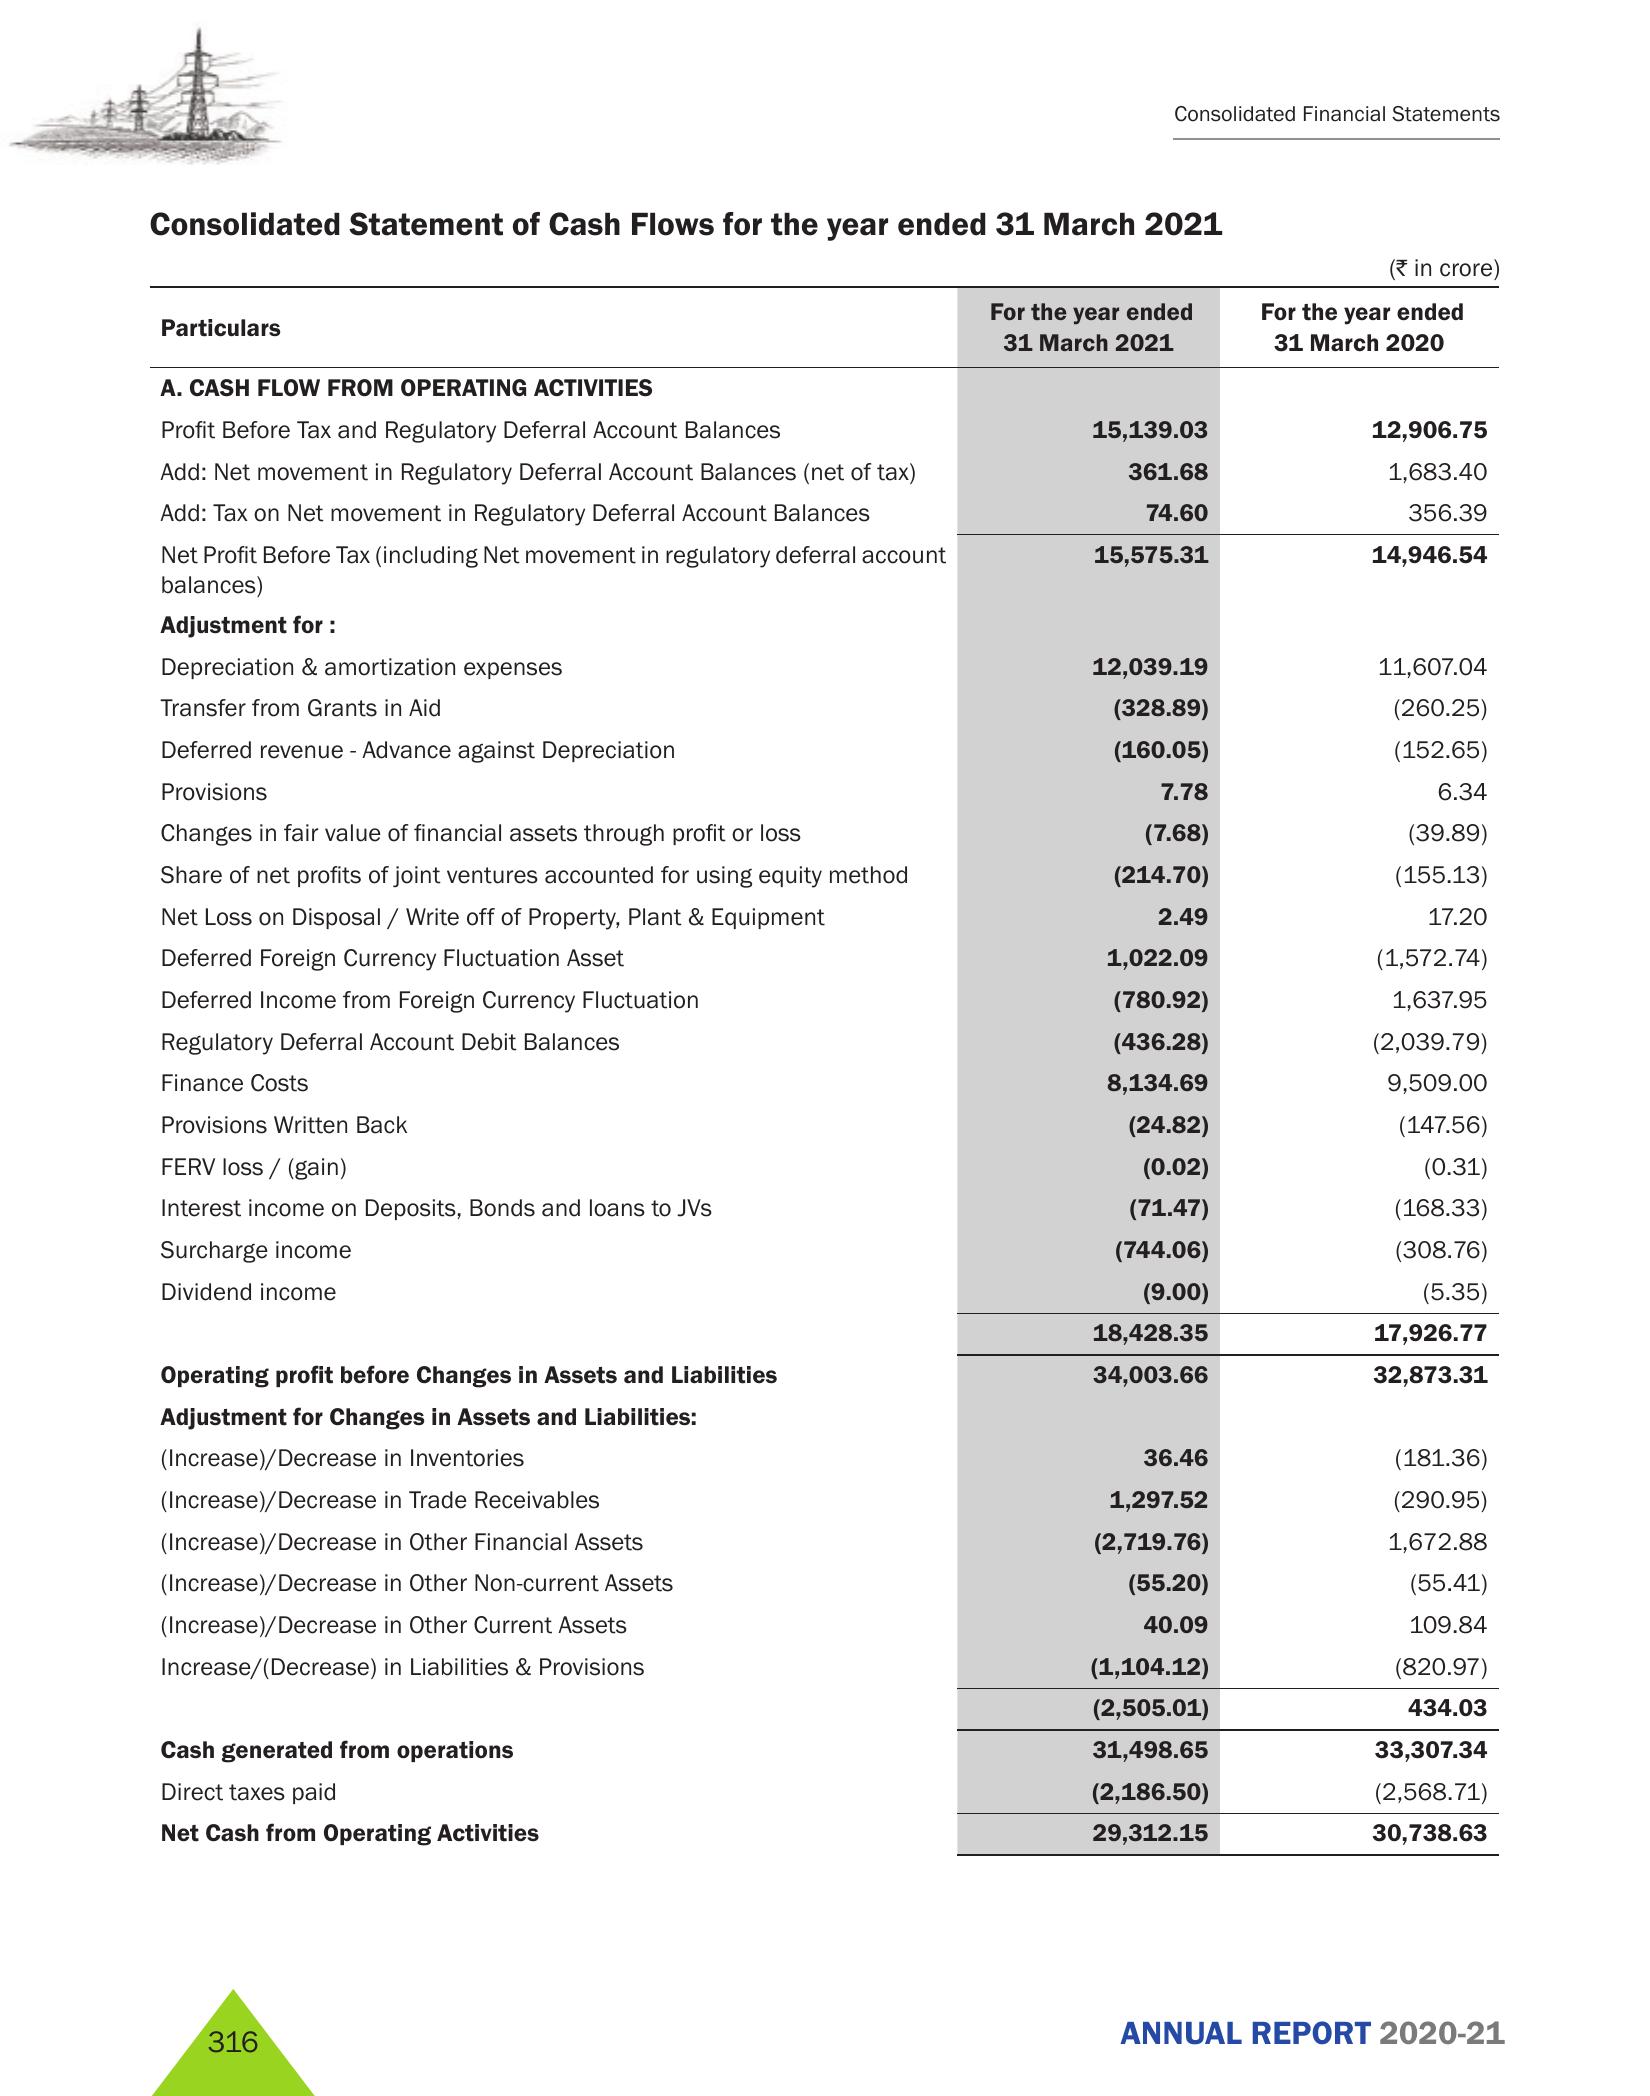 Consolidated Financial Statements
Consolidated Statement of Cash Flows for the year ended 31 March 2021
(₹ in crore)
Particulars For the year ended 31 March 2021 For the year ended 31 March 2020
A. CASH FLOW FROM OPERATING ACTIVITIES
Profit Before Tax and Regulatory Deferral Account Balances 15,139.03 12,906.75
Add: Net movement in Regulatory Deferral Account Balances (net of tax) 361.68 1,683.40
Add: Tax on Net movement in Regulatory Deferral Account Balances 74.60 356.39
Net Profit Before Tax (including Net movement in regulatory deferral account 15,575.31 14,946.54
balances)
Adjustment for :
Depreciation & amortization expenses 12,039.19 11,607.04
Transfer from Grants in Aid (328.89) (260.25)
Deferred revenue - Advance against Depreciation (160.05) (152.65)
Provisions 7.78 6.34
Changes in fair value of financial assets through profit or loss (7.68) (39.89)
Share of net profits of joint ventures accounted for using equity method (214.70) (155.13)
Net Loss on Disposal / Write off of Property, Plant & Equipment 2.49 17.20
Deferred Foreign Currency Fluctuation Asset 1,022.09 (1,572.74)
Deferred Income from Foreign Currency Fluctuation (780.92) 1,637.95
Regulatory Deferral Account Debit Balances (436.28) (2,039.79)
Finance Costs 8,134.69 9,509.00
Provisions Written Back (24.82) (147.56)
FERV loss / (gain) (0.02) (0.31)
Interest income on Deposits, Bonds and loans to JVs (71.47) (168.33)
Surcharge income (744.06) (308.76)
Dividend income (9.00) (5.35)
18,428.35 17,926.77
Operating profit before Changes in Assets and Liabilities 34,003.66 32,873.31
Adjustment for Changes in Assets and Liabilities:
(Increase)/Decrease in Inventories 36.46 (181.36)
(Increase)/Decrease in Trade Receivables 1,297.52 (290.95)
(Increase)/Decrease in Other Financial Assets (2,719.76) 1,672.88
(Increase)/Decrease in Other Non-current Assets (55.20) (55.41)
(Increase)/Decrease in Other Current Assets 40.09 109.84
Increase/(Decrease) in Liabilities & Provisions (1,104.12) (820.97)
(2,505.01) 434.03
Cash generated from operations 31,498.65 33,307.34
Direct taxes paid (2,186.50) (2,568.71)
Net Cash from Operating Activities 29,312.15 30,738.63
316
ANNUAL REPORT 2020-21